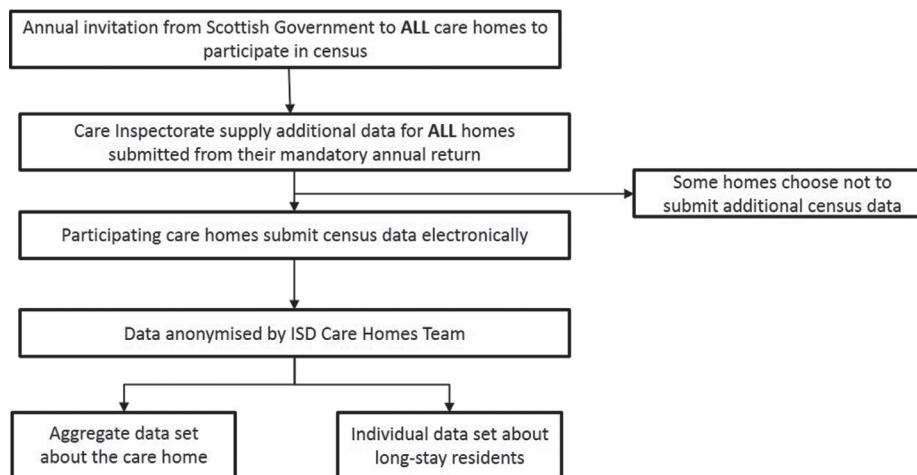 Annual invitation from Scottish Government to ALL care homes to
participate in census
Care Inspectorate supply additional data for ALL homes
submitted from their mandatory annual return
Some homes choose not to
submit additional census data
Participating care homes submit census data electronically
Data anonymised by ISD Care Homes Team
Aggregate data set
about the care home
Individual data set about
long-stay residents